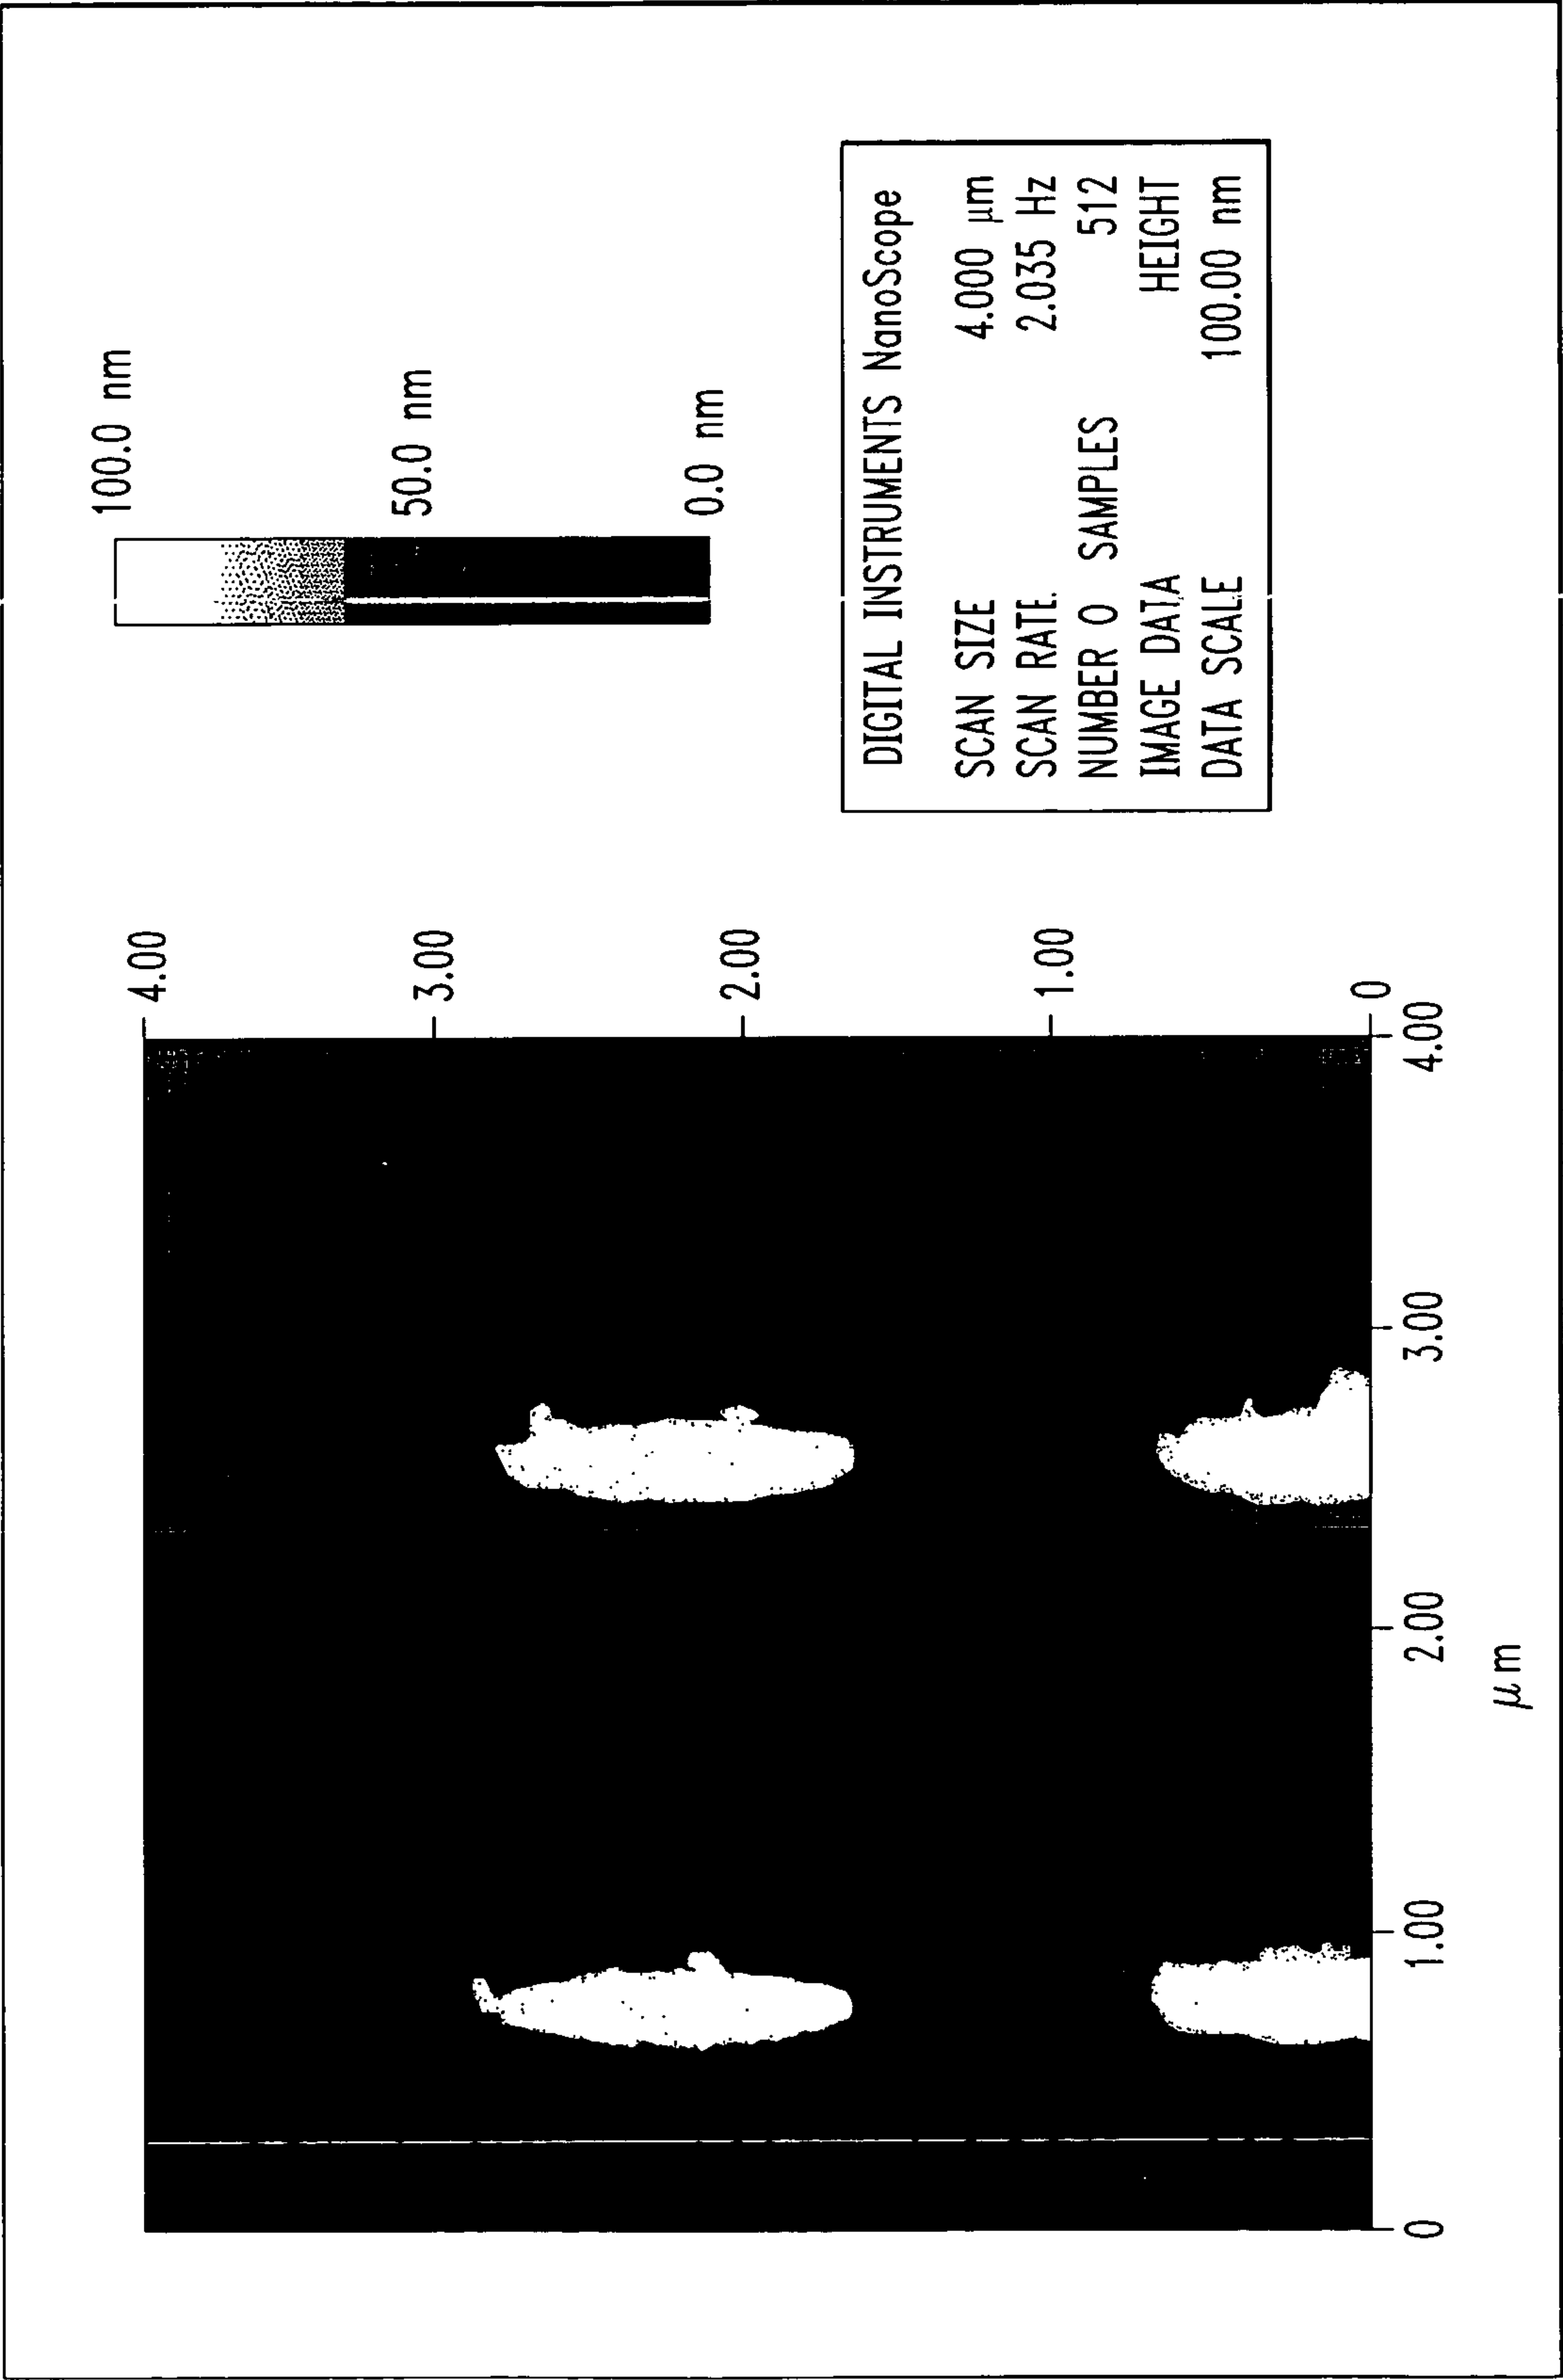 4.00
3.00
2.00
1.00
0
0
1.00
2.00
3.00
4.00
μm
100.0 nm
50.0 nm
0.0 nm
DIGITAL INSTRUMENTS NanoScope
SCAN SIZE 4.000 μm
SCAN RATE. 2.035 Hz
NUMBER O SAMPLES 512
IMAGE DATA HEIGHT
DATA SCALE 100.00 nm